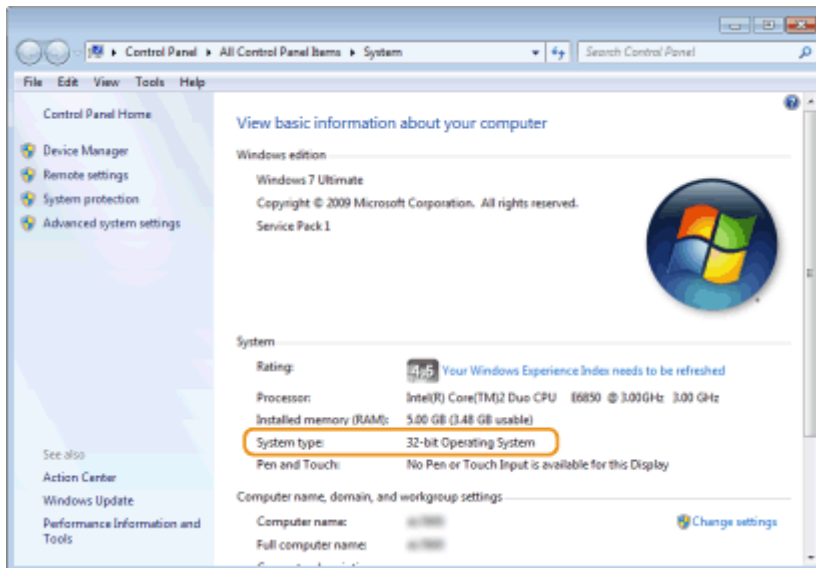 Control Panel ▸ All Control Panel Items ▸ System
Search Control Panel
File Edit View Tools Help
Control Panel Home
Device Manager
Remote settings
System protection
Advanced system settings
See also
Action Center
Windows Update
Performance Information and
Tools
View basic information about your computer
Windows edition
Windows 7 Ultimate
Copyright © 2009 Microsoft Corporation. All rights reserved.
Service Pack 1
System
Rating: 4,5 Your Windows Experience Index needs to be refreshed
Processor: Intel(R) Core(TM)2 Duo CPU E6850 @ 3.00GHz 3.00 GHz
Installed memory (RAM): 5.00 GB (3.48 GB usable)
System type: 32-bit Operating System
Pen and Touch: No Pen or Touch Input is available for this Display
Computer name, domain, and workgroup settings
Computer name: Change settings
Full computer name: